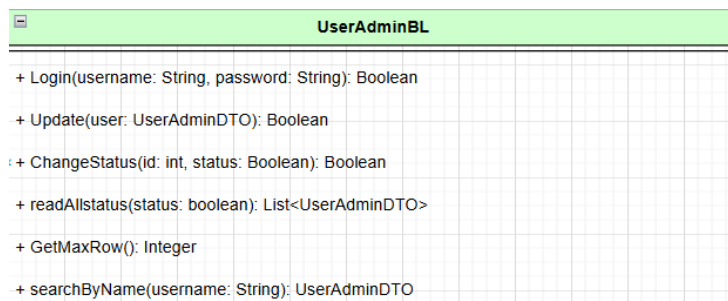 UserAdminBL
+ Login(username: String, password: String): Boolean
+ Update(user: UserAdminDTO): Boolean
+ ChangeStatus(id: int, status: Boolean): Boolean
+ readAllstatus(status: boolean): List<UserAdminDTO>
+ GetMaxRow(): Integer
+ searchByName(username: String): UserAdminDTO